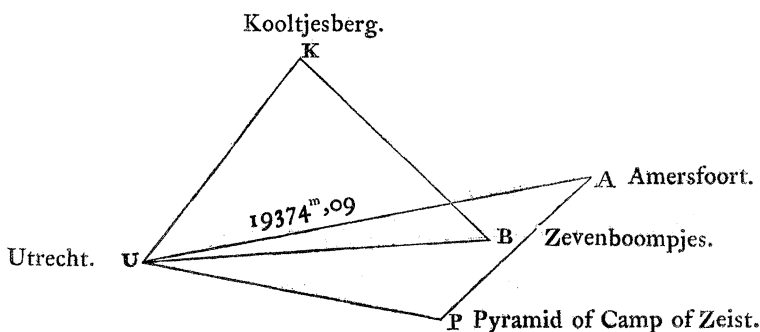 Kooltjesberg.
K
A Amersfoort.
19374ᵐ,09
B Zevenboompjes.
Utrecht. U
P Pyramid of Camp of Zeist.